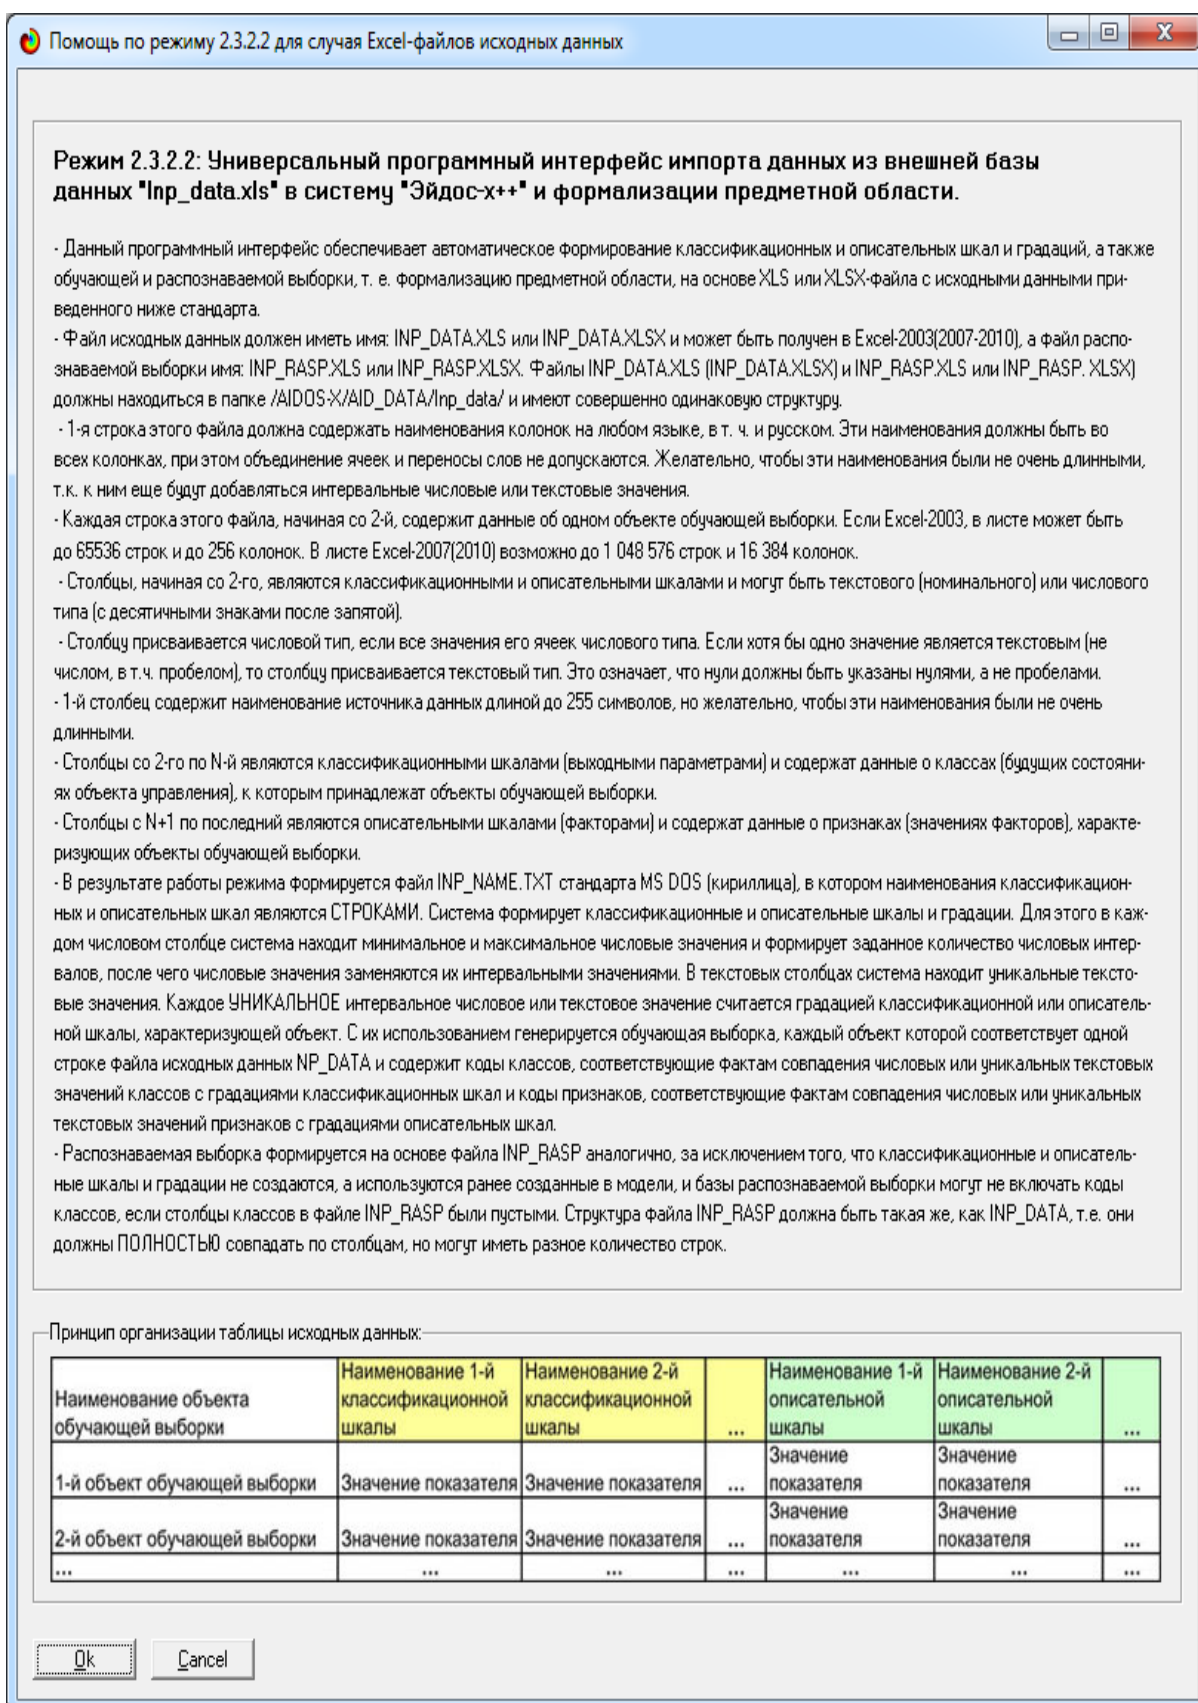 Помощь по режиму 2.3.2.2 для случая Excel-файлов исходных данных
Режим 2.3.2.2: Универсальный программный интерфейс импорта данных из внешней базы
данных "Inp_data.xls" в систему "Эйдос-х++" и формализации предметной области.
- Данный программный интерфейс обеспечивает автоматическое формирование классификационных и описательных шкал и градаций, а также
обучающей и распознаваемой выборки, т. е. формализацию предметной области, на основе XLS или XLSX-файла с исходными данными при-
веденного ниже стандарта.
- Файл исходных данных должен иметь имя: INP_DATA.XLS или INP_DATA.XLSX и может быть получен в Excel-2003(2007-2010), а файл распо-
знаваемой выборки имя: INP_RASP.XLS или INP_RASP.XLSX. Файлы INP_DATA.XLS (INP_DATA.XLSX) и INP_RASP.XLS или INP_RASP. XLSX)
должны находиться в папке /AIDOS-X/AID_DATA/Inp_data/ и имеют совершенно одинаковую структуру.
- 1-я строка этого файла должна содержать наименования колонок на любом языке, в т. ч. и русском. Эти наименования должны быть во
всех колонках, при этом объединение ячеек и переносы слов не допускаются. Желательно, чтобы эти наименования были не очень длинными,
т.к. к ним еще будут добавляться интервальные числовые или текстовые значения.
- Каждая строка этого файла, начиная со 2-й, содержит данные об одном объекте обучающей выборки. Если Excel-2003, в листе может быть
до 65536 строк и до 256 колонок. В листе Excel-2007(2010) возможно до 1 048 576 строк и 16 384 колонок.
- Столбцы, начиная со 2-го, являются классификационными и описательными шкалами и могут быть текстового (номинального) или числового
типа (с десятичными знаками после запятой).
- Столбцу присваивается числовой тип, если все значения его ячеек числового типа. Если хотя бы одно значение является текстовым (не
числом, в т.ч. пробелом), то столбцу присваивается текстовый тип. Это означает, что нули должны быть указаны нулями, а не пробелами.
- 1-й столбец содержит наименование источника данных длиной до 255 символов, но желательно, чтобы эти наименования были не очень
длинными.
- Столбцы со 2-го по N-й являются классификационными шкалами (выходными параметрами) и содержат данные о классах (будущих состояни-
ях объекта управления), к которым принадлежат объекты обучающей выборки.
- Столбцы с N+1 по последний являются описательными шкалами (факторами) и содержат данные о признаках (значениях факторов), характе-
ризующих объекты обучающей выборки.
- В результате работы режима формируется файл INP_NAME.TXT стандарта MS DOS (кириллица), в котором наименования классификацион-
ных и описательных шкал являются СТРОКАМИ. Система формирует классификационные и описательные шкалы и градации. Для этого в каж-
дом числовом столбце система находит минимальное и максимальное числовые значения и формирует заданное количество числовых интер-
валов, после чего числовые значения заменяются их интервальными значениями. В текстовых столбцах система находит уникальные тексто-
вые значения. Каждое УНИКАЛЬНОЕ интервальное числовое или текстовое значение считается градацией классификационной или описатель-
ной шкалы, характеризующей объект. С их использованием генерируется обучающая выборка, каждый объект которой соответствует одной
строке файла исходных данных NP_DATA и содержит коды классов, соответствующие фактам совпадения числовых или уникальных текстовых
значений классов с градациями классификационных шкал и коды признаков, соответствующие фактам совпадения числовых или уникальных
текстовых значений признаков с градациями описательных шкал.
- Распознаваемая выборка формируется на основе файла INP_RASP аналогично, за исключением того, что классификационные и описатель-
ные шкалы и градации не создаются, а используются ранее созданные в модели, и базы распознаваемой выборки могут не включать коды
классов, если столбцы классов в файле INP_RASP были пустыми. Структура файла INP_RASP должна быть такая же, как INP_DATA, т.е. они
должны ПОЛНОСТЬЮ совпадать по столбцам, но могут иметь разное количество строк.
Принцип организации таблицы исходных данных:
Наименование объекта
обучающей выборки
Наименование 1-й
классификационной
шкалы
Наименование 2-й
классификационной
шкалы
...
Наименование 1-й
описательной
шкалы
Наименование 2-й
описательной
шкалы
...
1-й объект обучающей выборки
Значение показателя
Значение показателя
...
Значение
показателя
Значение
показателя
...
2-й объект обучающей выборки
Значение показателя
Значение показателя
...
Значение
показателя
Значение
показателя
...
...
...
...
...
...
...
...
Ok
Cancel